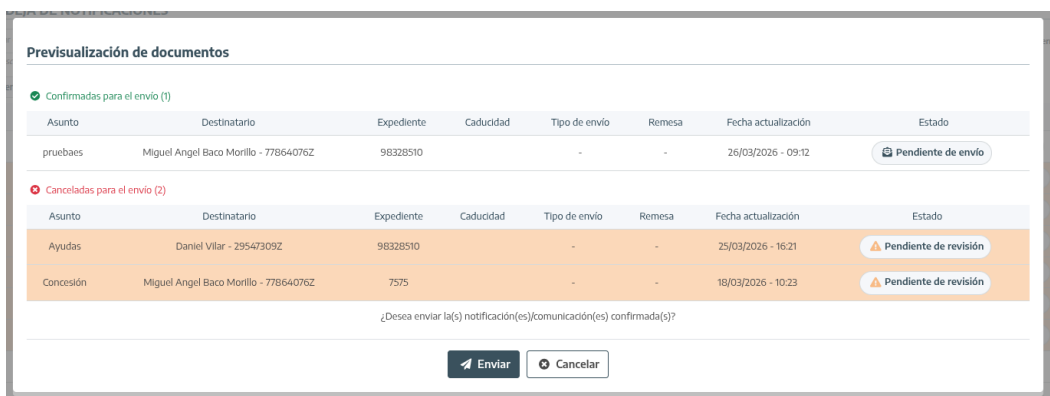 DEJA DE NOTIFICACIONES
Previsualización de documentos
Confirmadas para el envío (1)
Asunto Destinatario Expediente Caducidad Tipo de envío Remesa Fecha actualización Estado
pruebaes Miguel Angel Baco Morillo - 77864076Z 98328510 - - 26/03/2026 - 09:12 Pendiente de envío
Canceladas para el envío (2)
Asunto Destinatario Expediente Caducidad Tipo de envío Remesa Fecha actualización Estado
Ayudas Daniel Vilar - 29547309Z 98328510 - - 25/03/2026 - 16:21 Pendiente de revisión
Concesión Miguel Angel Baco Morillo - 77864076Z 7575 - - 18/03/2026 - 10:23 Pendiente de revisión
¿Desea enviar la(s) notificación(es)/comunicación(es) confirmada(s)?
Enviar Cancelar